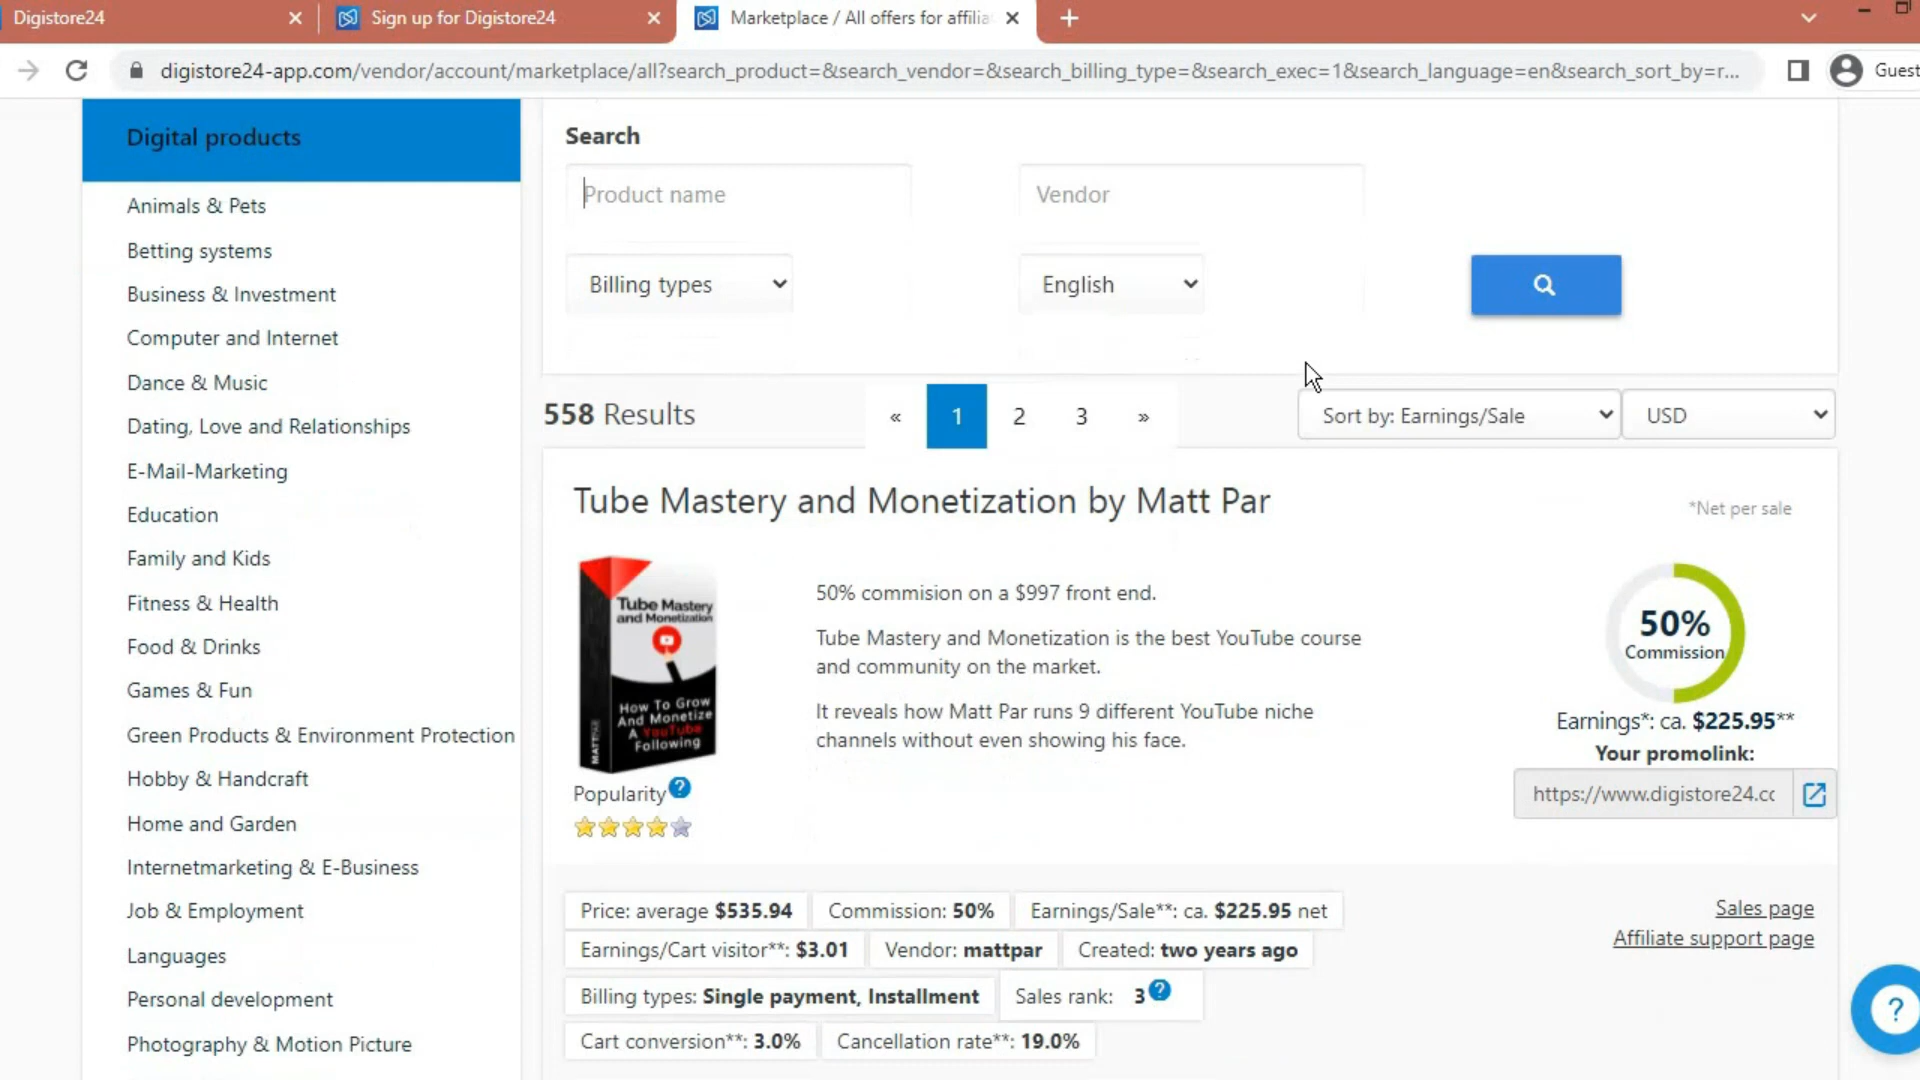 Digistore24
Sign up for Digistore24
Marketplace / All offers for affilia
digistore24-app.com/vendor/account/marketplace/all?search_product=&search_vendor=&search_billing_type=&search_exec=1&search_language=en&search_sort_by=r...
Guest
Digital products
Animals & Pets
Betting systems
Business & Investment
Computer and Internet
Dance & Music
Dating, Love and Relationships
E-Mail-Marketing
Education
Family and Kids
Fitness & Health
Food & Drinks
Games & Fun
Green Products & Environment Protection
Hobby & Handcraft
Home and Garden
Internetmarketing & E-Business
Job & Employment
Languages
Personal development
Photography & Motion Picture
Search
Product name
Vendor
Billing types
English
558 Results
« 1 2 3 »
Sort by: Earnings/Sale
USD
Tube Mastery and Monetization by Matt Par
*Net per sale
Tube Mastery
and Monetization
How To Grow
And Monetize
A YouTube
Following
MATT PAR
50% commision on a $997 front end.
Tube Mastery and Monetization is the best YouTube course
and community on the market.
It reveals how Matt Par runs 9 different YouTube niche
channels without even showing his face.
50%
Commission
Earnings*: ca. $225.95**
Your promolink:
https://www.digistore24.cc
Popularity ?
Price: average $535.94
Commission: 50%
Earnings/Sale**: ca. $225.95 net
Earnings/Cart visitor**: $3.01
Vendor: mattpar
Created: two years ago
Billing types: Single payment, Installment
Sales rank: 3 ?
Cart conversion**: 3.0%
Cancellation rate**: 19.0%
Sales page
Affiliate support page
?